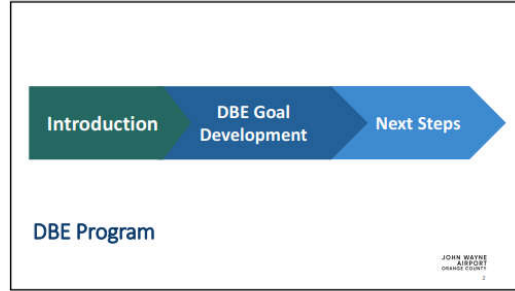 Introduction
DBE Goal
Development
Next Steps
DBE Program
JOHN WAYNE
AIRPORT
ORANGE COUNTY
2